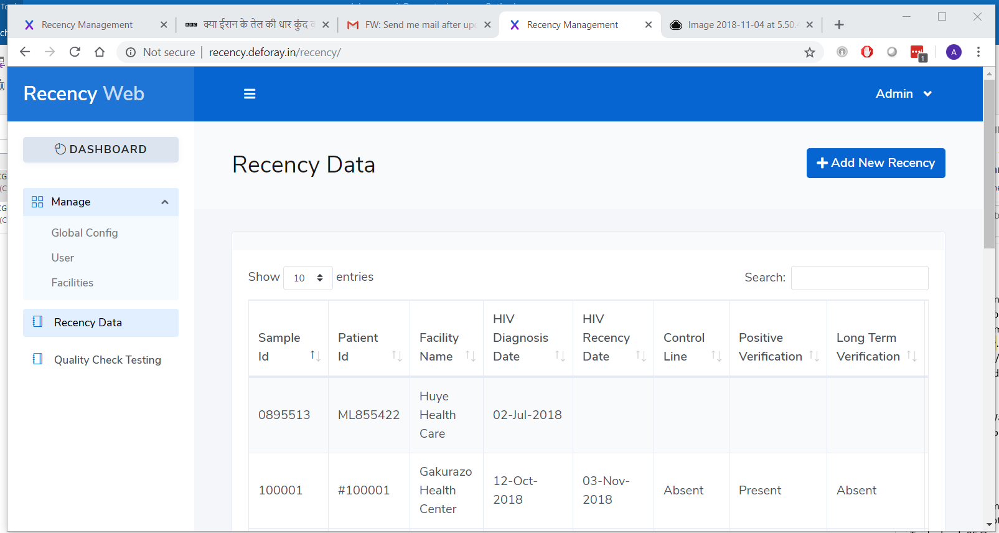 Recency Management
क्या ईरान के तेल की धार कुंद
FW: Send me mail after
Recency Management
Image 2018-11-04 at 5.50.
Not secure | recency.deforay.in/recency/
1
A
Recency Web
Admin
DASHBOARD
Manage
Global Config
User
Facilities
Recency Data
Quality Check Testing
Recency Data
Add New Recency
Show 10 entries
Search:
Sample Id
Patient Id
Facility Name
HIV Diagnosis Date
HIV Recency Date
Control Line
Positive Verification
Long Term Verification
0895513
ML855422
Huye Health Care
02-Jul-2018
100001
#100001
Gakurazo Health Center
12-Oct-2018
03-Nov-2018
Absent
Present
Absent